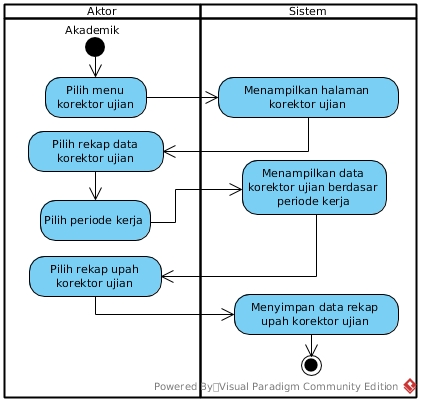 Aktor
Sistem
Akademik
Pilih menu
korektor ujian
Menampilkan halaman
korektor ujian
Pilih rekap data
korektor ujian
Menampilkan data
korektor ujian berdasar
periode kerja
Pilih periode kerja
Pilih rekap upah
korektor ujian
Menyimpan data rekap
upah korektor ujian
Powered By Visual Paradigm Community Edition